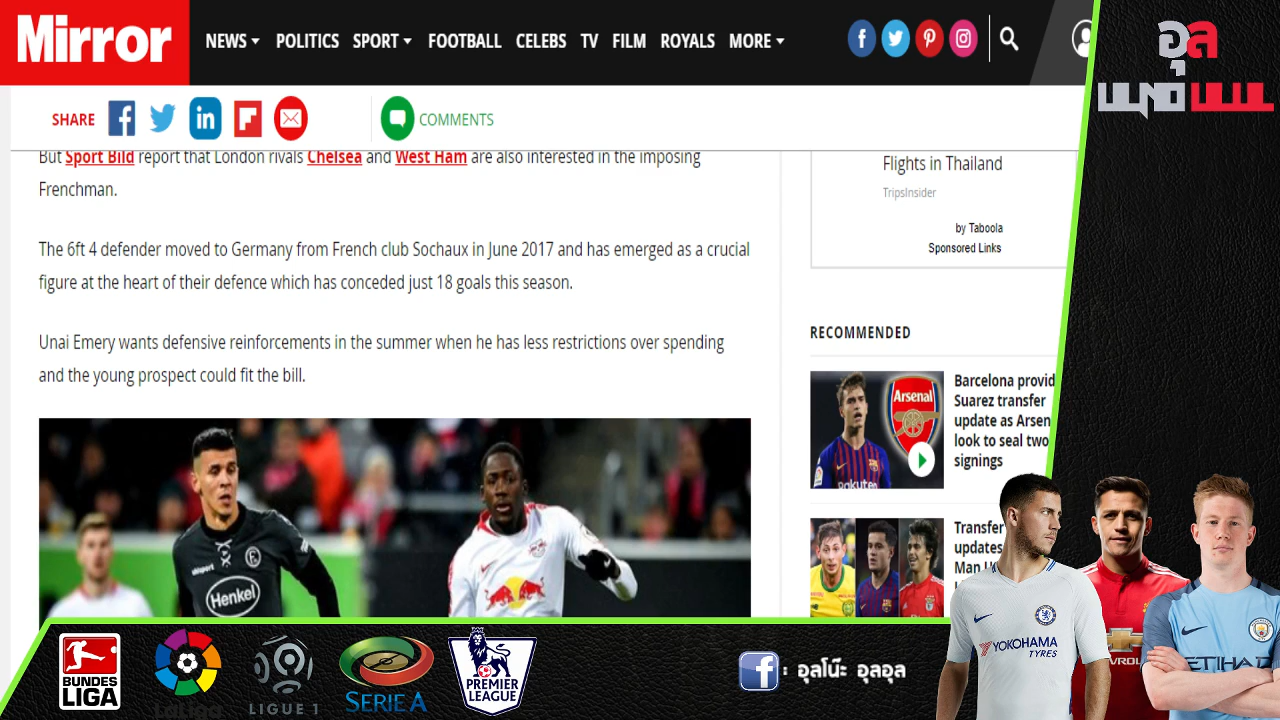 Mirror
NEWS POLITICS SPORT FOOTBALL CELEBS TV FILM ROYALS MORE
อุล
SHARE COMMENTS
But Sport Bild report that London rivals Chelsea and West Ham are also interested in the imposing
Frenchman.
The 6ft 4 defender moved to Germany from French club Sochaux in June 2017 and has emerged as a crucial
figure at the heart of their defence which has conceded just 18 goals this season.
Unai Emery wants defensive reinforcements in the summer when he has less restrictions over spending
and the young prospect could fit the bill.
Flights in Thailand
TripsInsider
by Taboola
Sponsored Links
RECOMMENDED
Barcelona provid
Suarez transfer
update as Arsen
look to seal two
signings
Arsenal
Rakuten
Transfer
updates
Man U
Henkel
Red Bull
YOKOHAMA
TYRES
ETIHAD
BUNDES
LIGA
LaLiga
LIGUE 1
SERIE A
PREMIER
LEAGUE
: อุลโน๊ะ อุลอุล